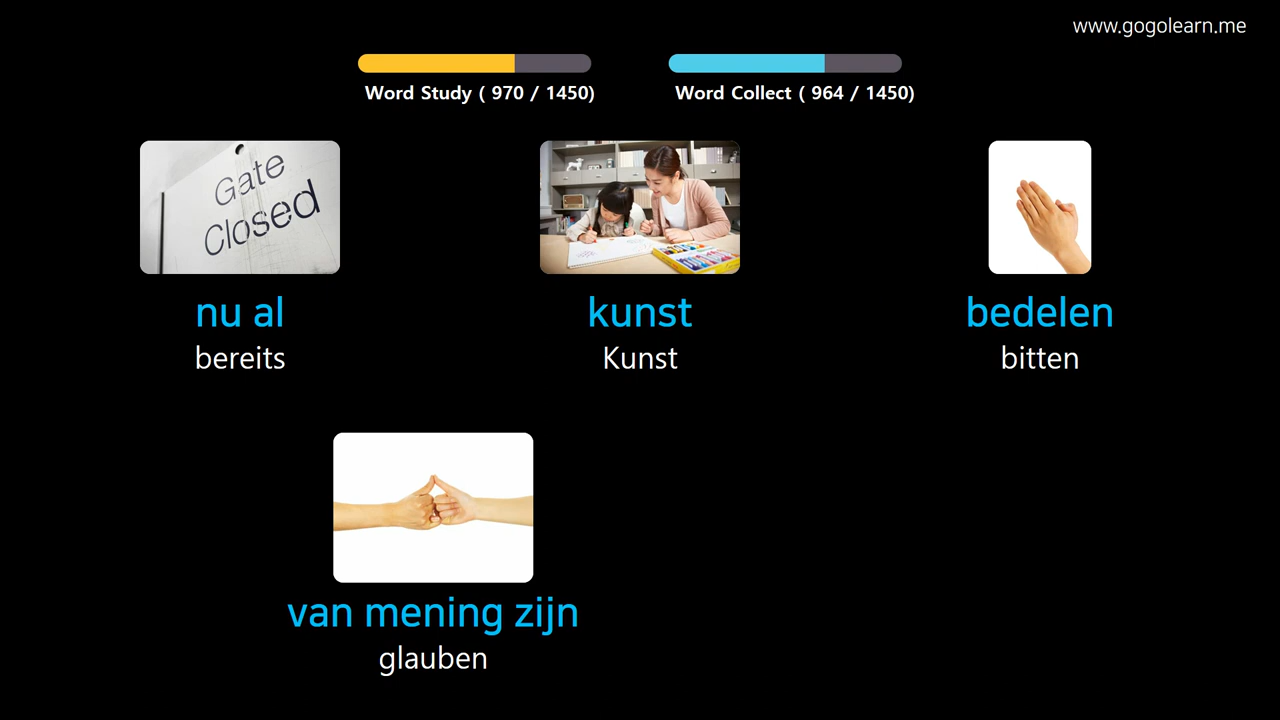 www.gogolearn.me
Word Study ( 970 / 1450)
Word Collect ( 964 / 1450)
Gate
Closed
nu al
kunst
bedelen
bereits
Kunst
bitten
van mening zijn
glauben